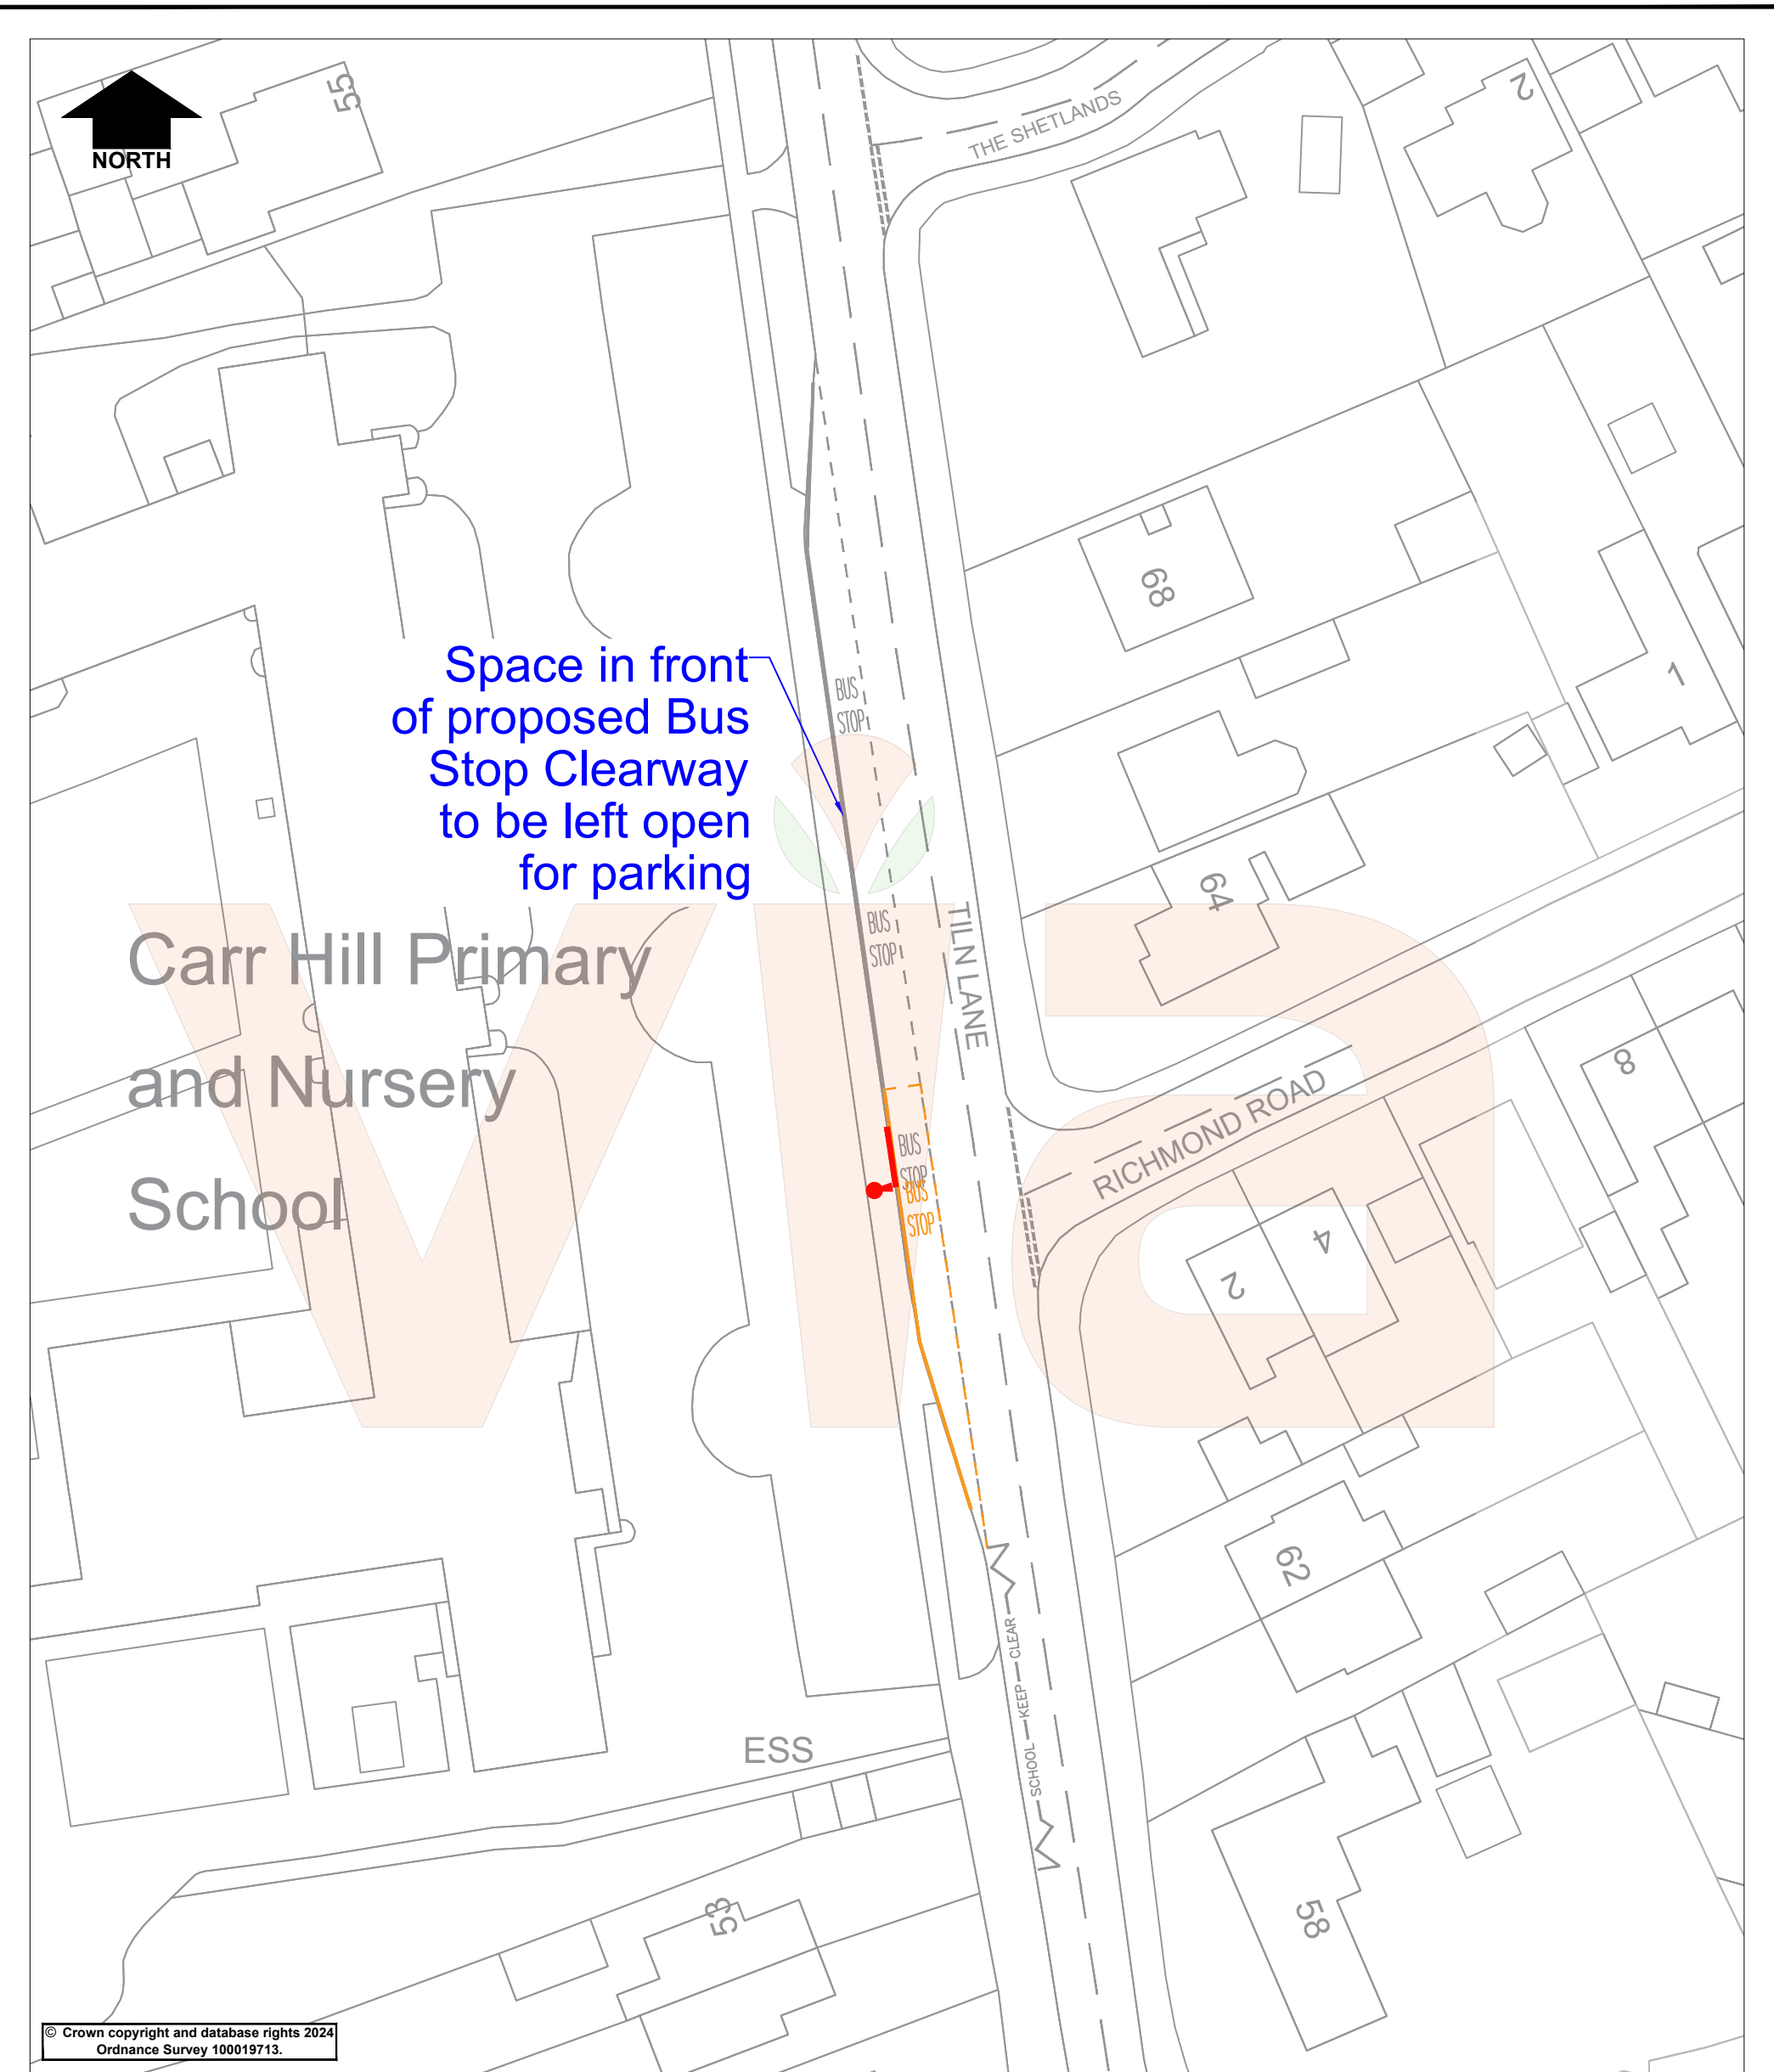 55
2
NORTH
THE SHETLANDS
68
Space in front
of proposed Bus
Stop Clearway
to be left open
for parking
1
BUS
STOP
64
BUS
STOP
TILN LANE
Carr Hill Primary
and Nursery
School
8
RICHMOND ROAD
BUS
STOP
BUS
STOP
4
2
62
SCHOOL KEEP CLEAR
ESS
53
58
via
© Crown copyright and database rights 2024
Ordnance Survey 100019713.